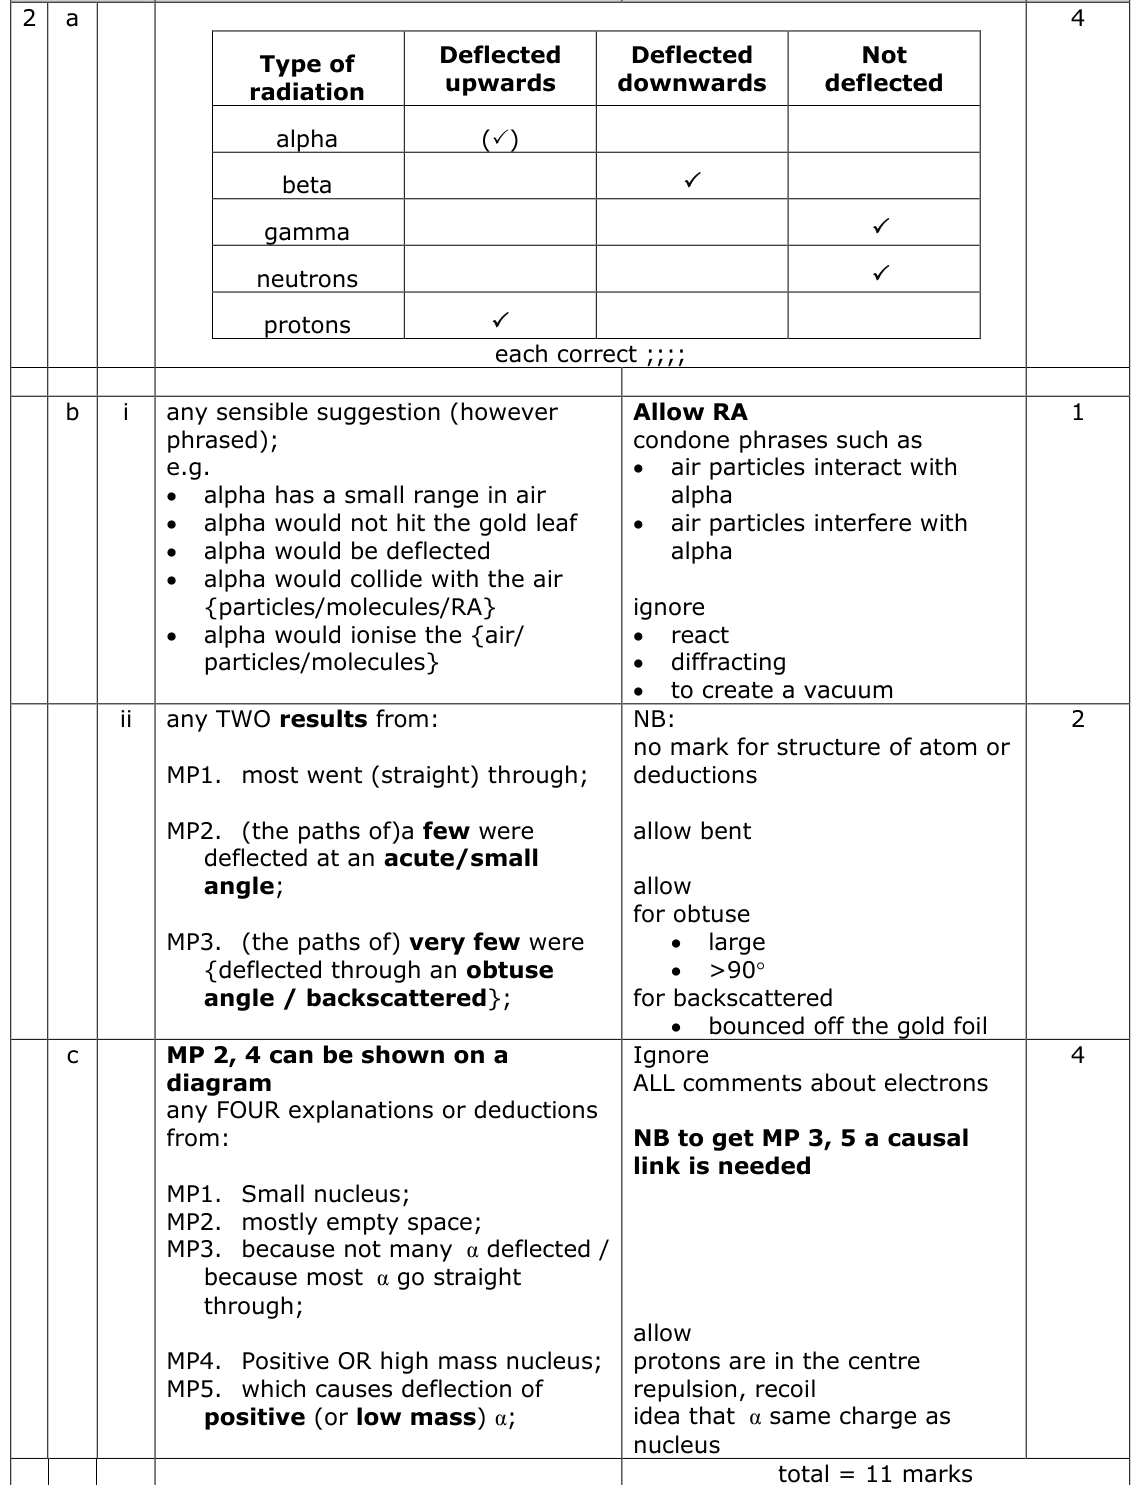 2 a 4
Type of radiation Deflected upwards Deflected downwards Not deflected
alpha (✓)
beta ✓
gamma ✓
neutrons ✓
protons ✓
each correct ;;;;
b i 1
any sensible suggestion (however
phrased);
e.g.
• alpha has a small range in air
• alpha would not hit the gold leaf
• alpha would be deflected
• alpha would collide with the air
{particles/molecules/RA}
• alpha would ionise the {air/
particles/molecules}
Allow RA
condone phrases such as
• air particles interact with
alpha
• air particles interfere with
alpha
ignore
• react
• diffracting
• to create a vacuum
ii 2
any TWO results from:
MP1. most went (straight) through;
MP2. (the paths of)a few were
deflected at an acute/small
angle;
MP3. (the paths of) very few were
{deflected through an obtuse
angle / backscattered};
NB:
no mark for structure of atom or
deductions
allow bent
allow
for obtuse
• large
• >90°
for backscattered
• bounced off the gold foil
c 4
MP 2, 4 can be shown on a
diagram
any FOUR explanations or deductions
from:
MP1. Small nucleus;
MP2. mostly empty space;
MP3. because not many α deflected /
because most α go straight
through;
MP4. Positive OR high mass nucleus;
MP5. which causes deflection of
positive (or low mass) α;
Ignore
ALL comments about electrons
NB to get MP 3, 5 a causal
link is needed
allow
protons are in the centre
repulsion, recoil
idea that α same charge as
nucleus
total = 11 marks